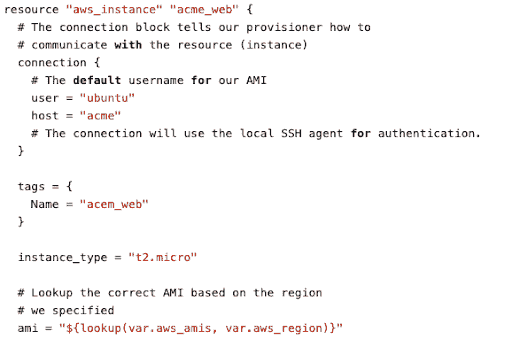 resource "aws_instance" "acme_web" {
  # The connection block tells our provisioner how to
  # communicate with the resource (instance)
  connection {
    # The default username for our AMI
    user = "ubuntu"
    host = "acme"
    # The connection will use the local SSH agent for authentication.
  }

  tags = {
    Name = "acem_web"
  }

  instance_type = "t2.micro"

  # Lookup the correct AMI based on the region
  # we specified
  ami = "${lookup(var.aws_amis, var.aws_region)}"